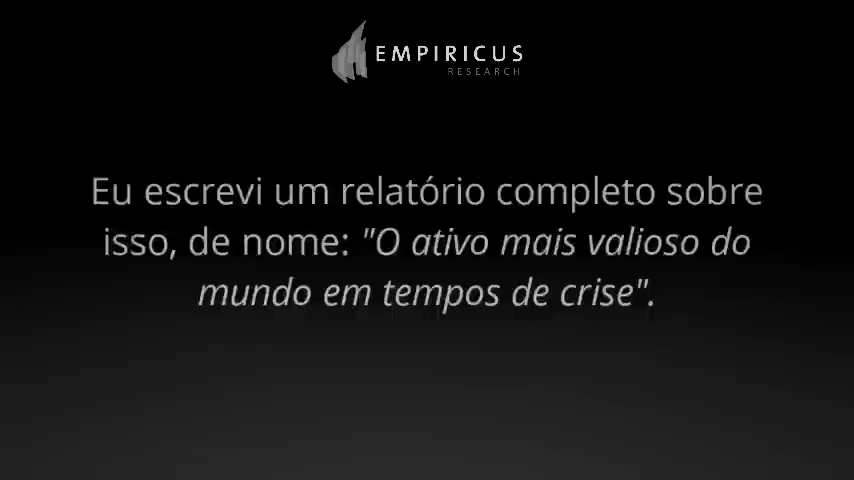 EMPIRICUS
RESEARCH
Eu escrevi um relatório completo sobre
isso, de nome: "O ativo mais valioso do
mundo em tempos de crise".